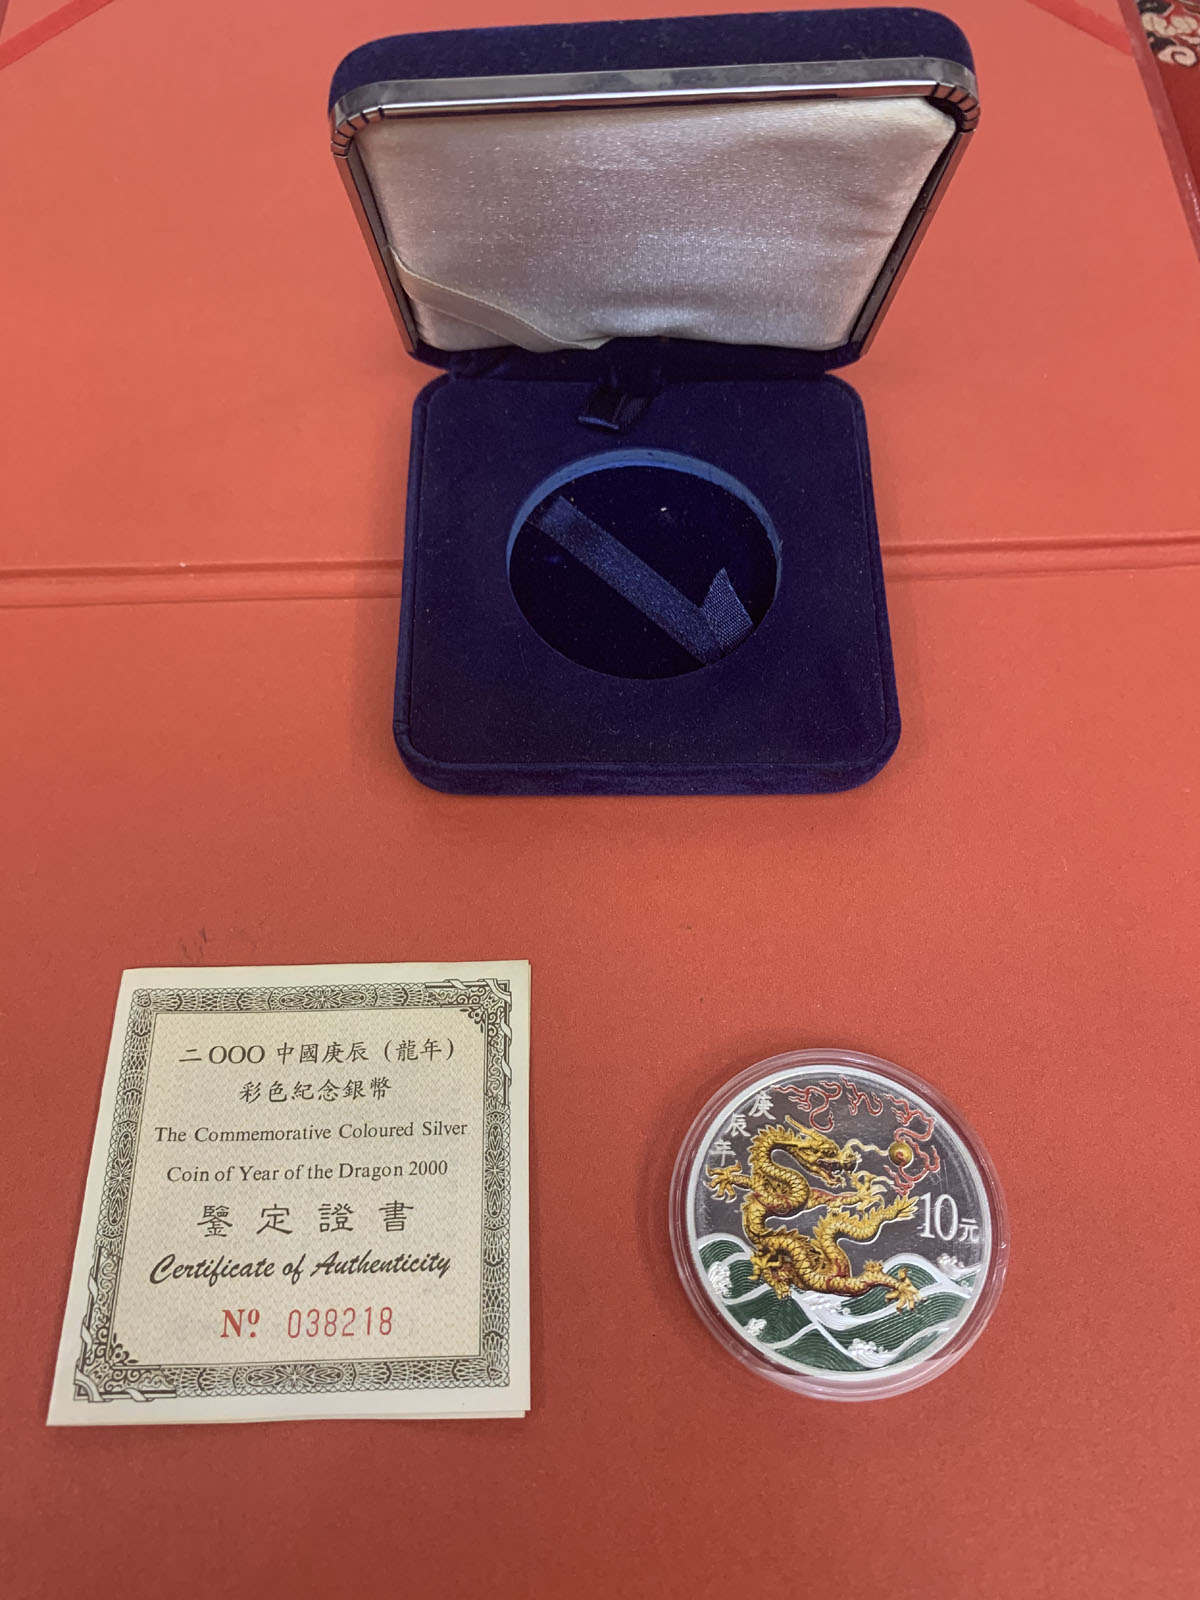 二OOO 中國庚辰（龍年）
彩色紀念銀幣
The Commemorative Coloured Silver
Coin of Year of the Dragon 2000
鑒定證書
Certificate of Authenticity
Nº 038218
庚辰年
10元